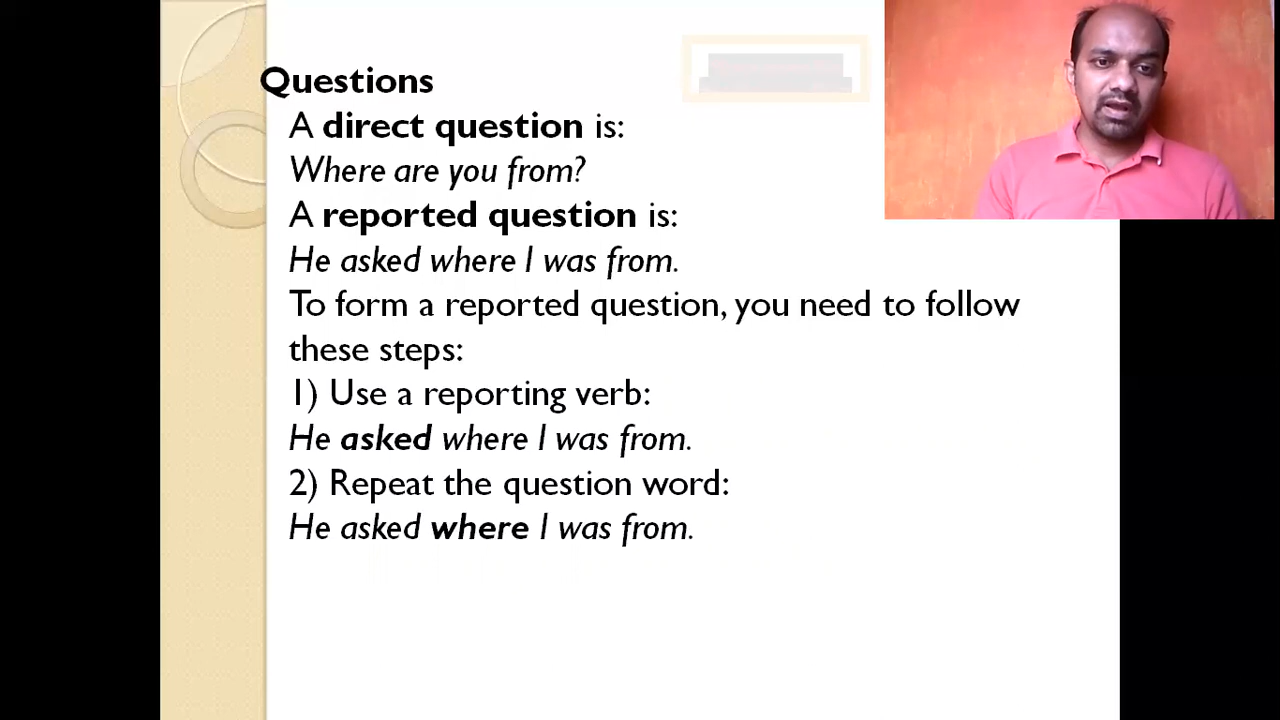 Questions
A direct question is:
Where are you from?
A reported question is:
He asked where I was from.
To form a reported question, you need to follow
these steps:
1) Use a reporting verb:
He asked where I was from.
2) Repeat the question word:
He asked where I was from.